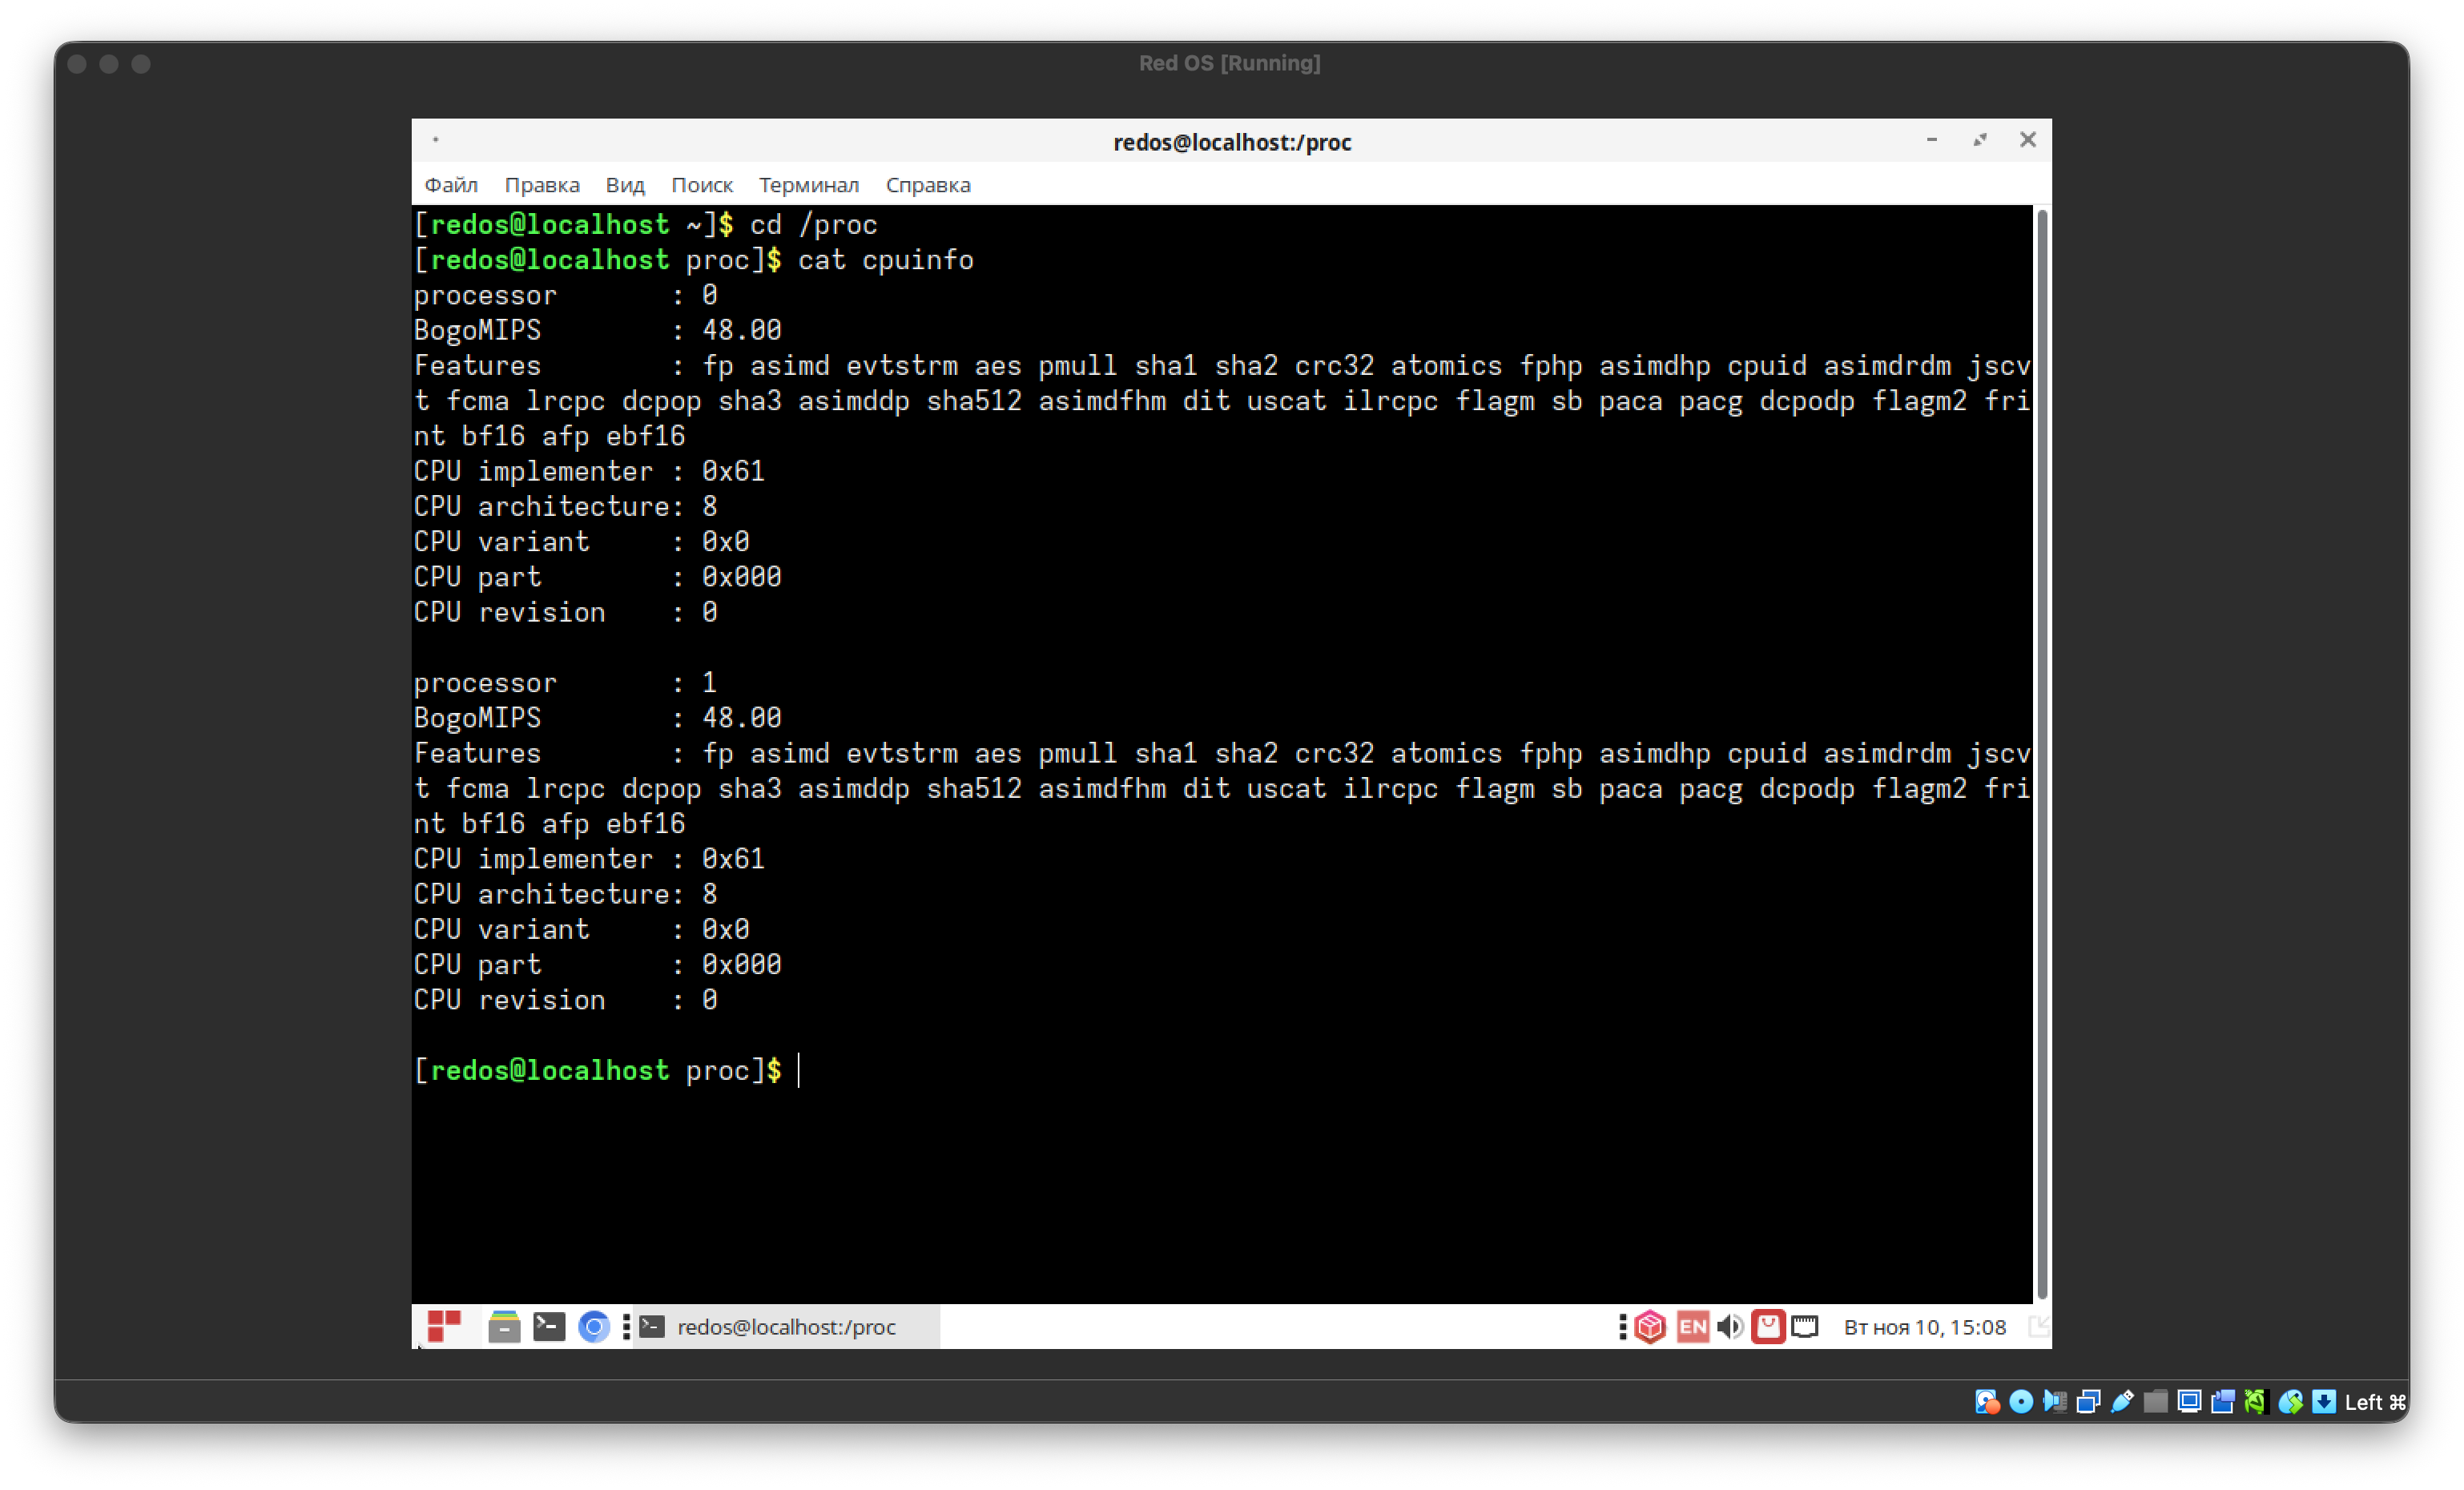 Red OS [Running]
redos@localhost:/proc
Файл Правка Вид Поиск Терминал Справка
[redos@localhost ~]$ cd /proc
[redos@localhost proc]$ cat cpuinfo
processor : 0
BogoMIPS : 48.00
Features : fp asimd evtstrm aes pmull sha1 sha2 crc32 atomics fphp asimdhp cpuid asimdrdm jscv
t fcma lrcpc dcpop sha3 asimddp sha512 asimdfhm dit uscat ilrcpc flagm sb paca pacg dcpodp flagm2 fri
nt bf16 afp ebf16
CPU implementer : 0x61
CPU architecture: 8
CPU variant : 0x0
CPU part : 0x000
CPU revision : 0
processor : 1
BogoMIPS : 48.00
Features : fp asimd evtstrm aes pmull sha1 sha2 crc32 atomics fphp asimdhp cpuid asimdrdm jscv
t fcma lrcpc dcpop sha3 asimddp sha512 asimdfhm dit uscat ilrcpc flagm sb paca pacg dcpodp flagm2 fri
nt bf16 afp ebf16
CPU implementer : 0x61
CPU architecture: 8
CPU variant : 0x0
CPU part : 0x000
CPU revision : 0
[redos@localhost proc]$
redos@localhost:/proc EN Вт ноя 10, 15:08
Left ⌘